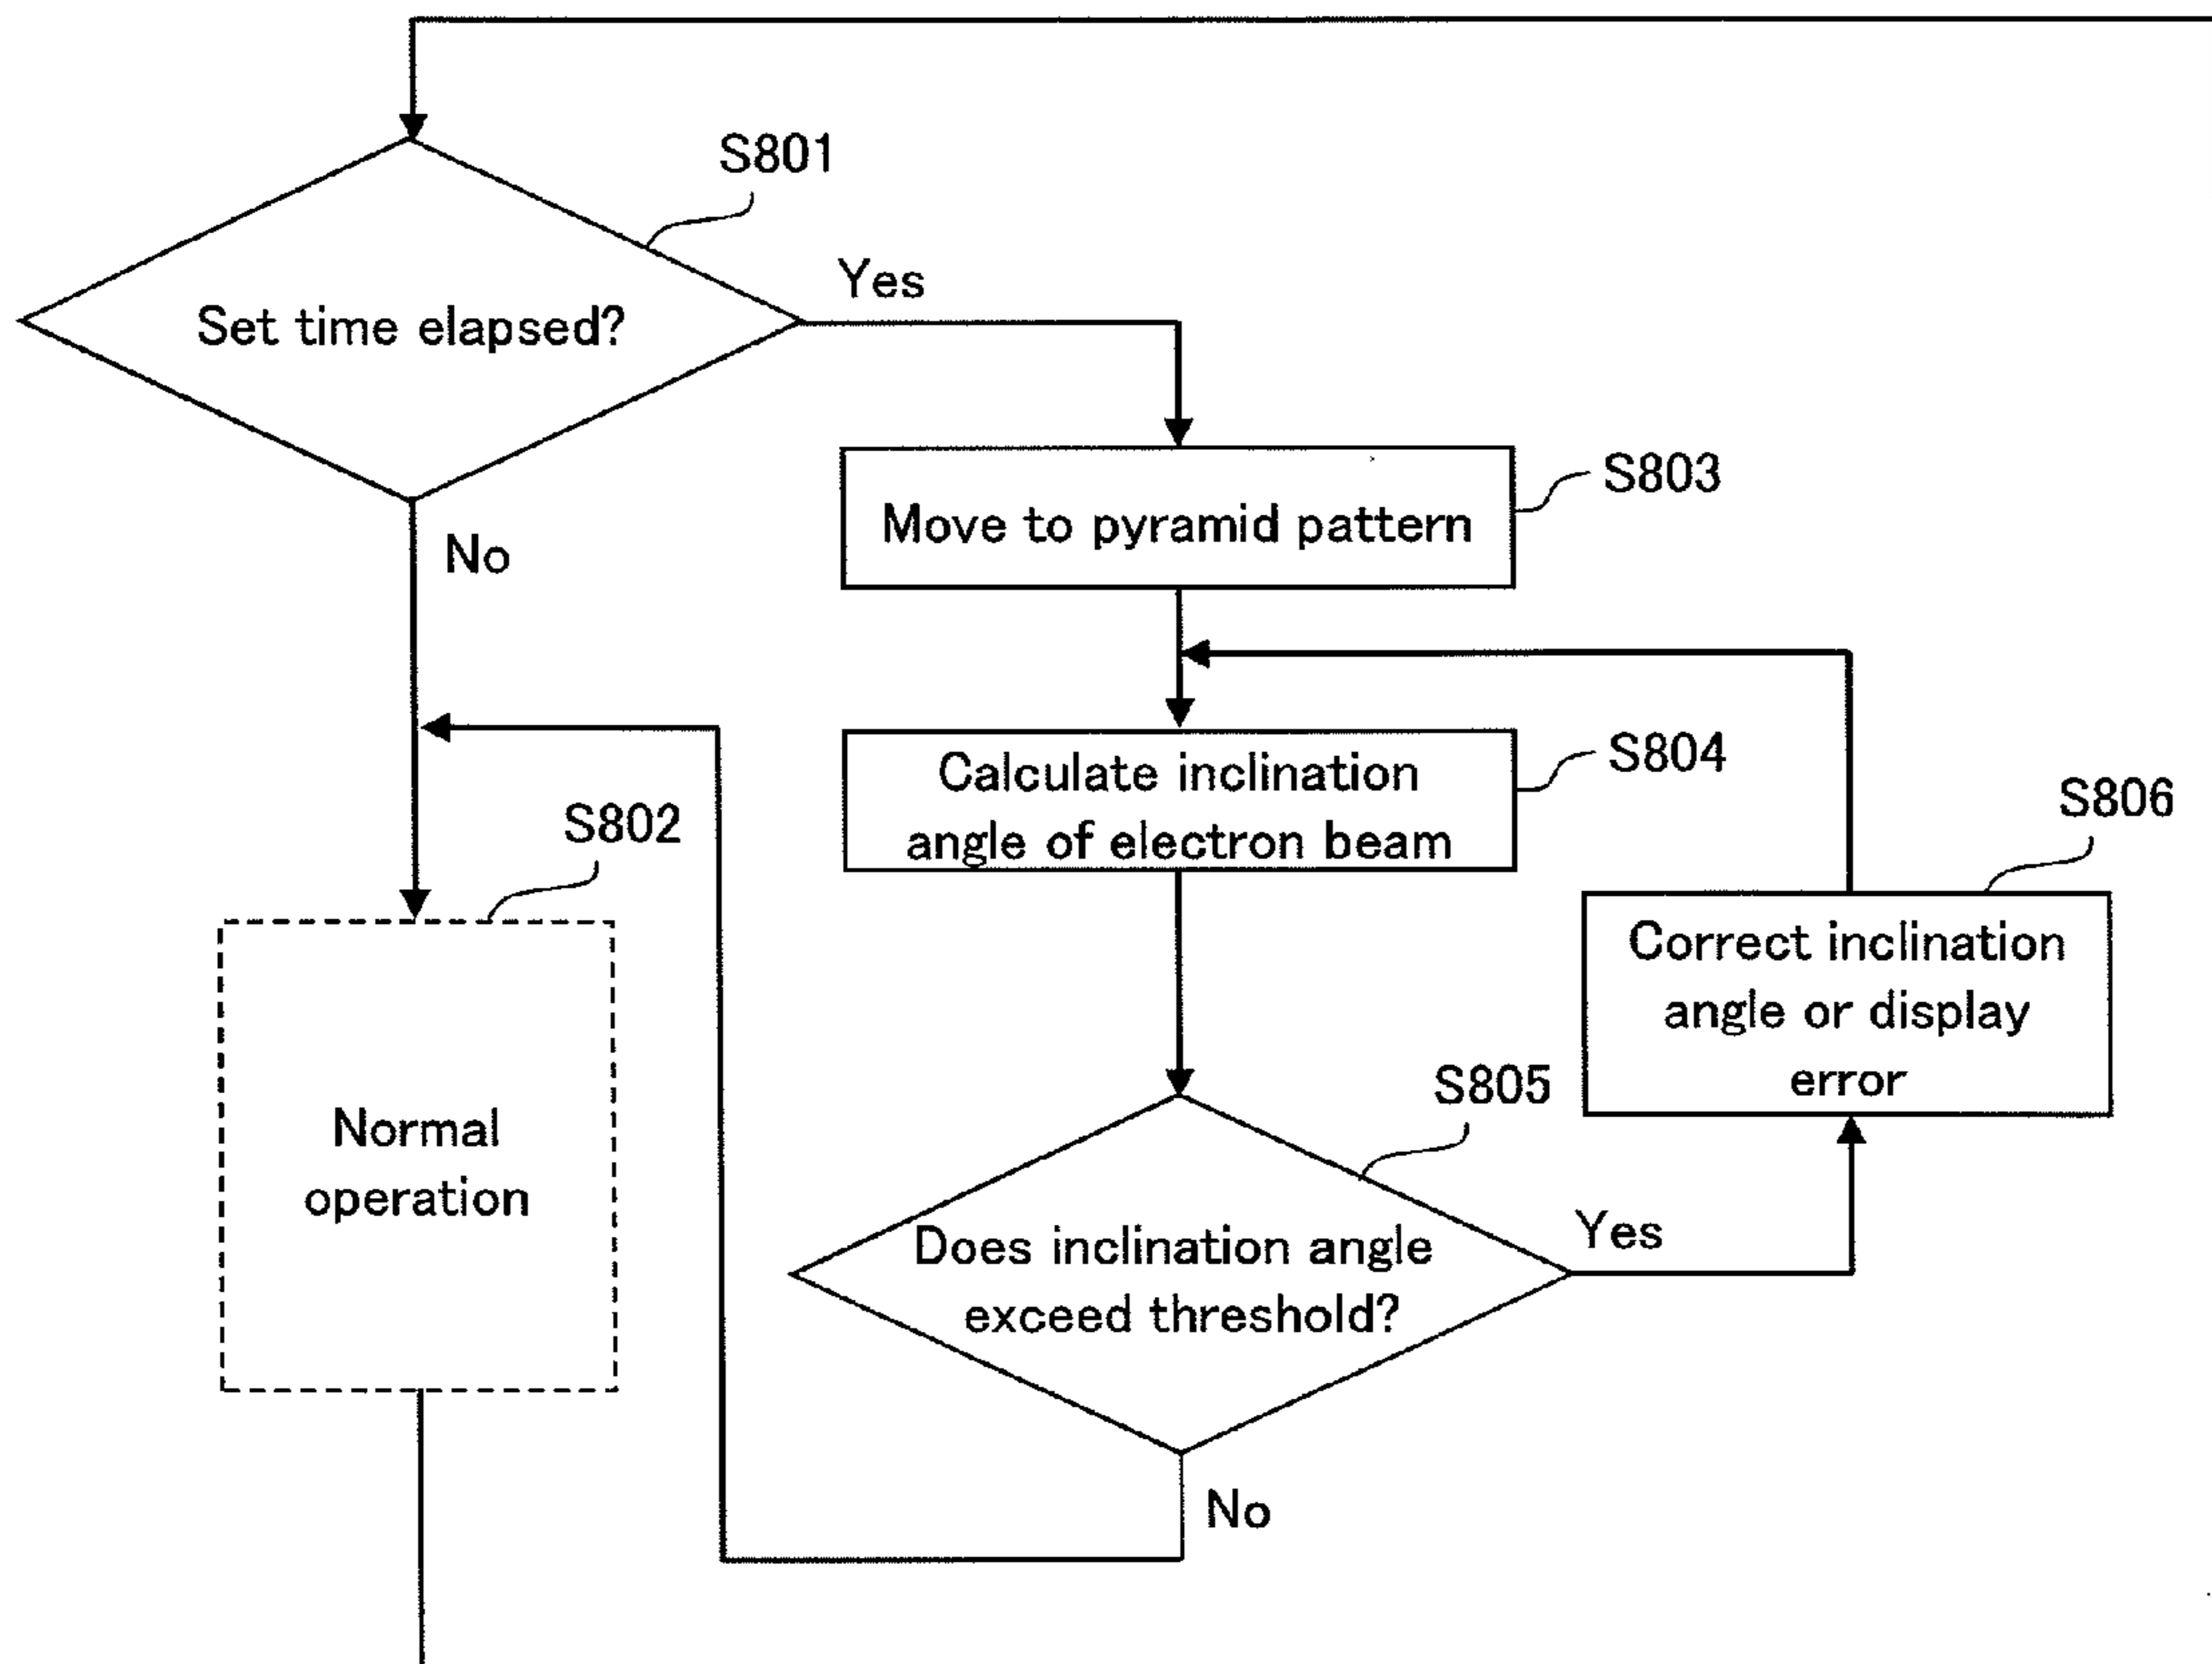 S801
Set time elapsed?
Yes
No
S803
Move to pyramid pattern
S804
Calculate inclination
angle of electron beam
S802
Normal
operation
S806
Correct inclination
angle or display
error
S805
Does inclination angle
exceed threshold?
Yes
No